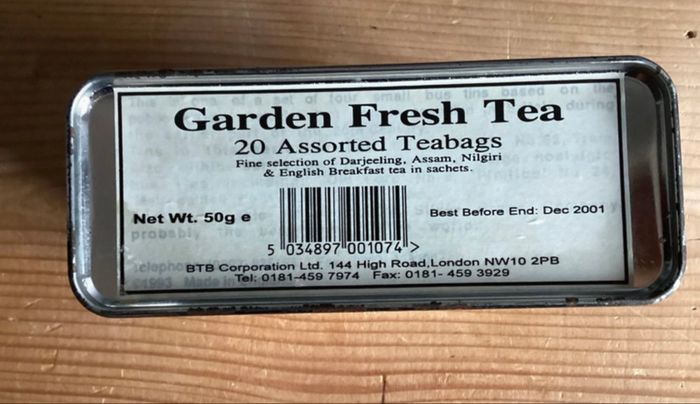 Garden Fresh Tea
20 Assorted Teabags
Fine selection of Darjeeling, Assam, Nilgiri
& English Breakfast tea in sachets.
Net Wt. 50g e
Best Before End: Dec 2001
5 034897 001074 >
BTB Corporation Ltd. 144 High Road,London NW10 2PB
Tel: 0181-459 7974 Fax: 0181- 459 3929